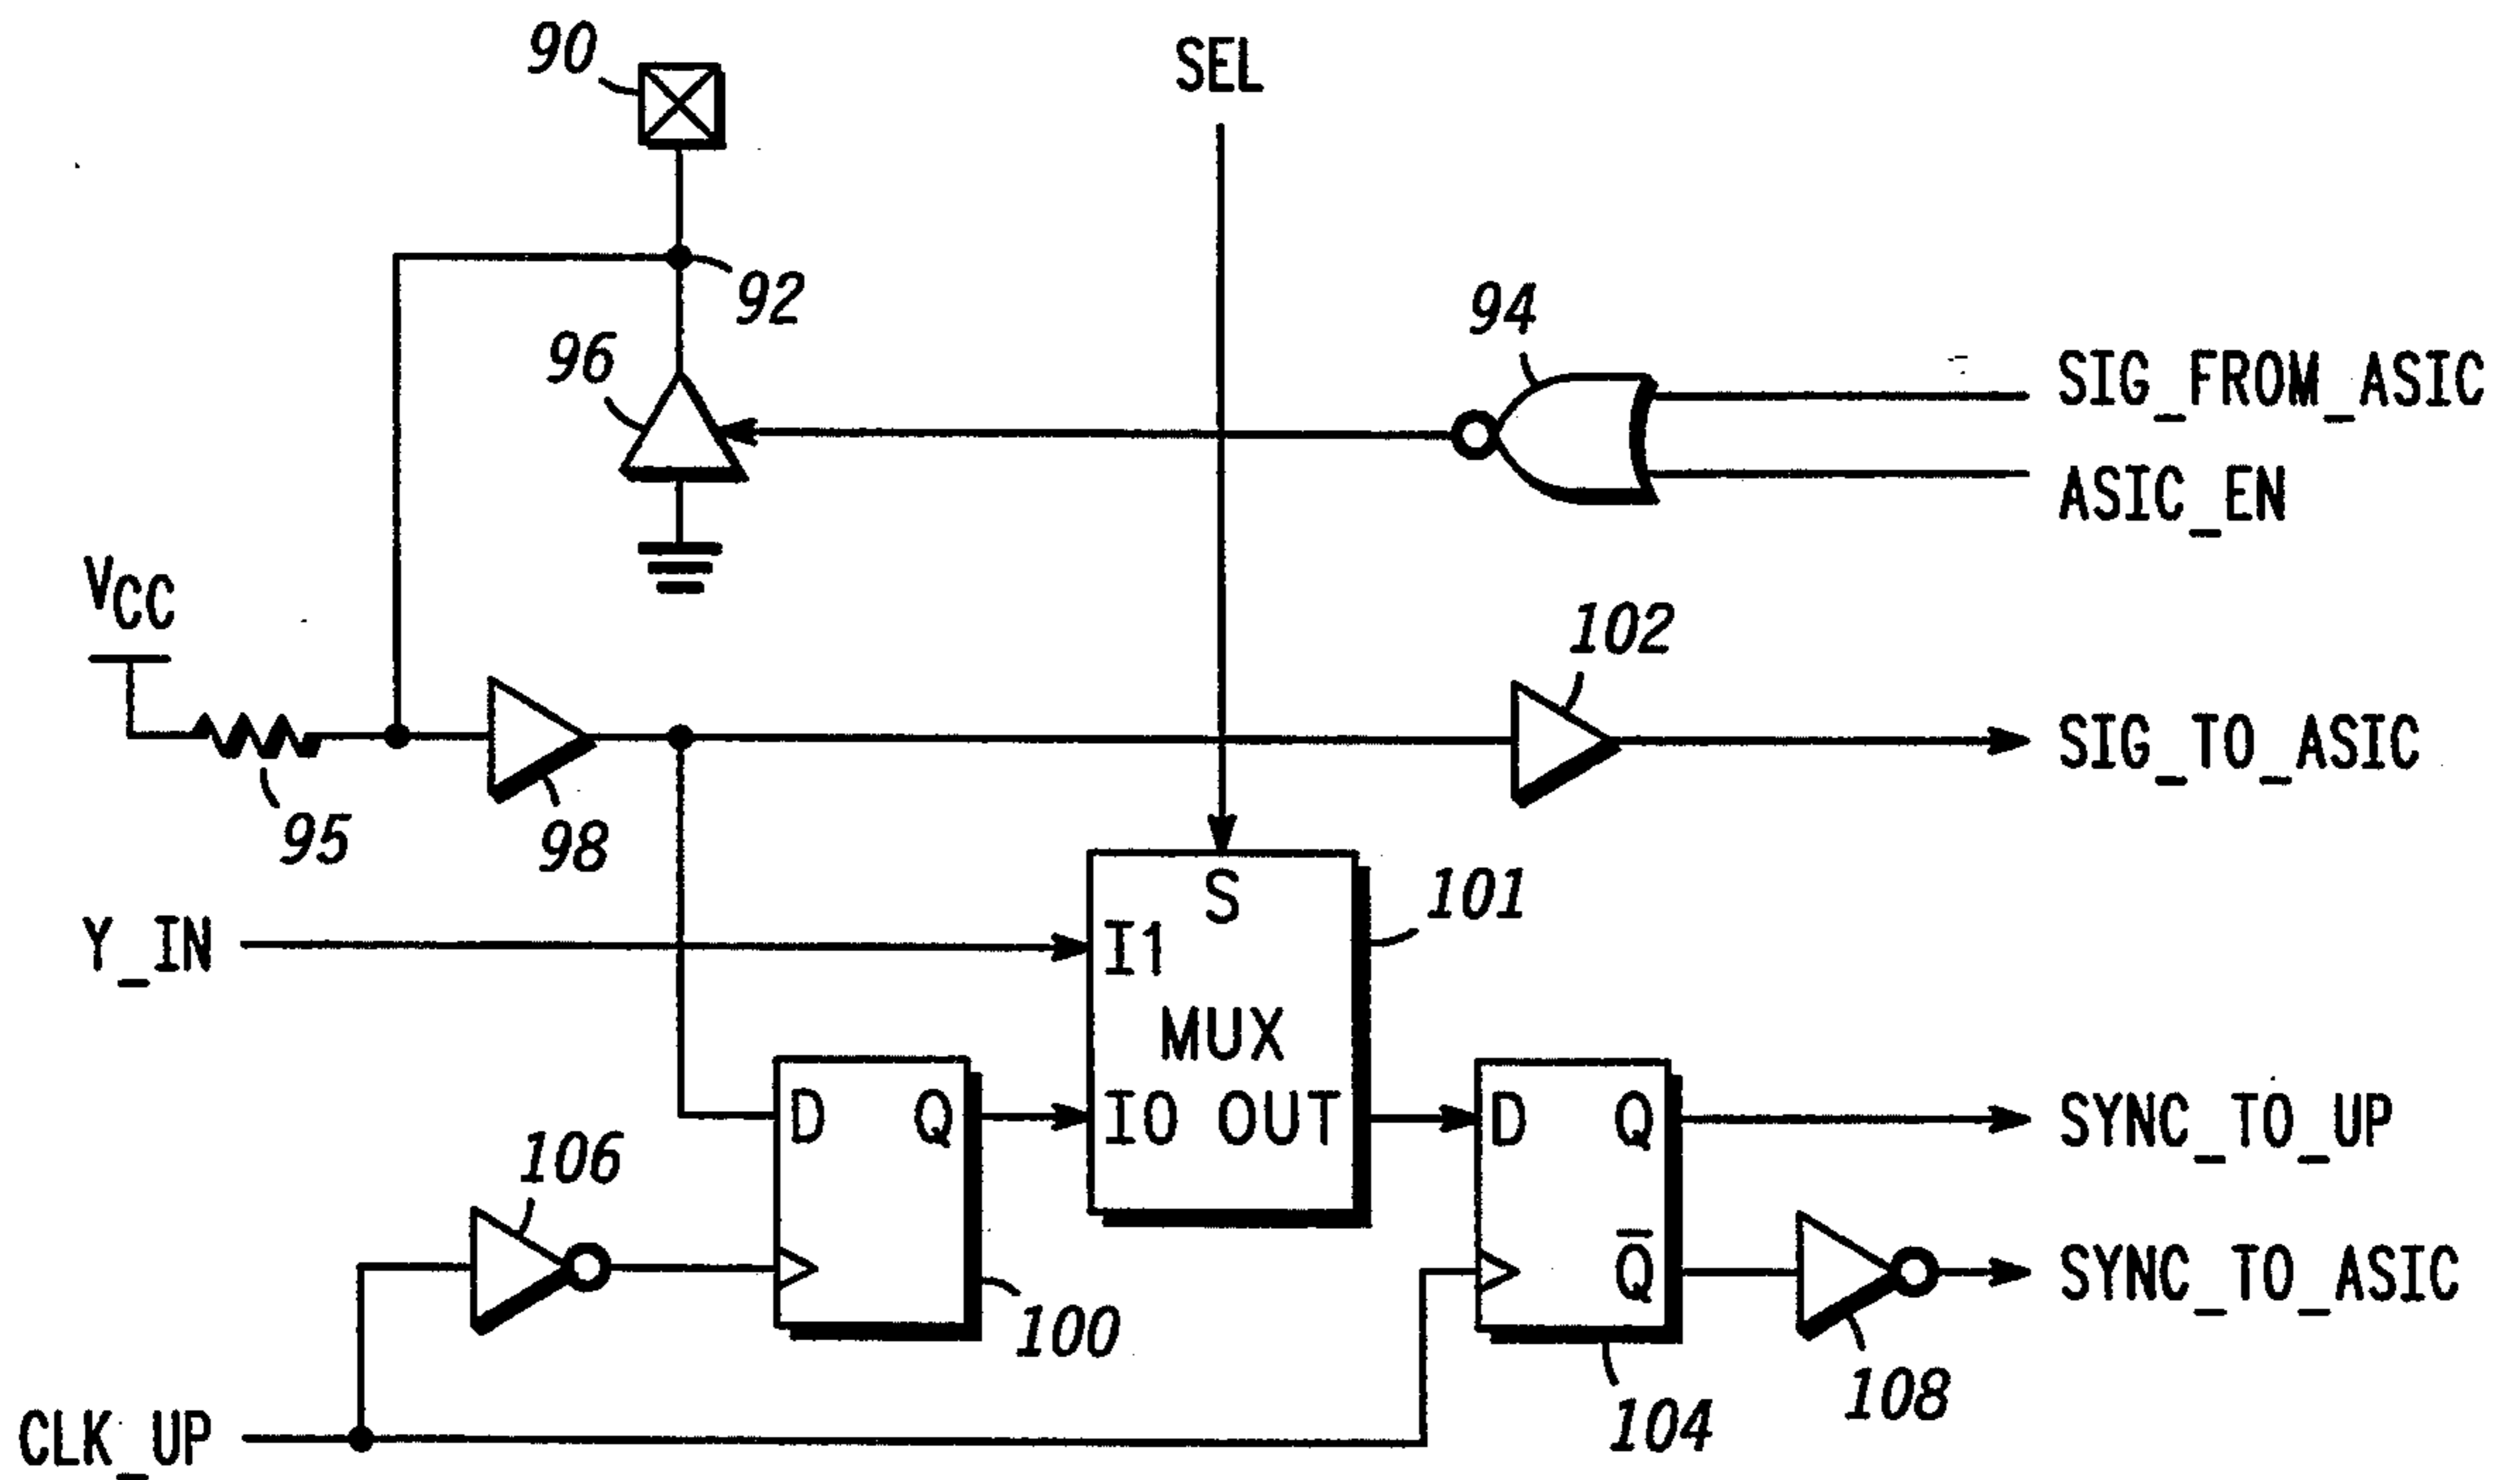 90
SEL
92
94
96
SIG_FROM_ASIC
ASIC_EN
VCC
102
SIG_TO_ASIC
95
98
S
101
Y_IN
I1
MUX
D Q
IO OUT
D Q
SYNC_TO_UP
106
Q̅
SYNC_TO_ASIC
100
108
104
CLK_UP